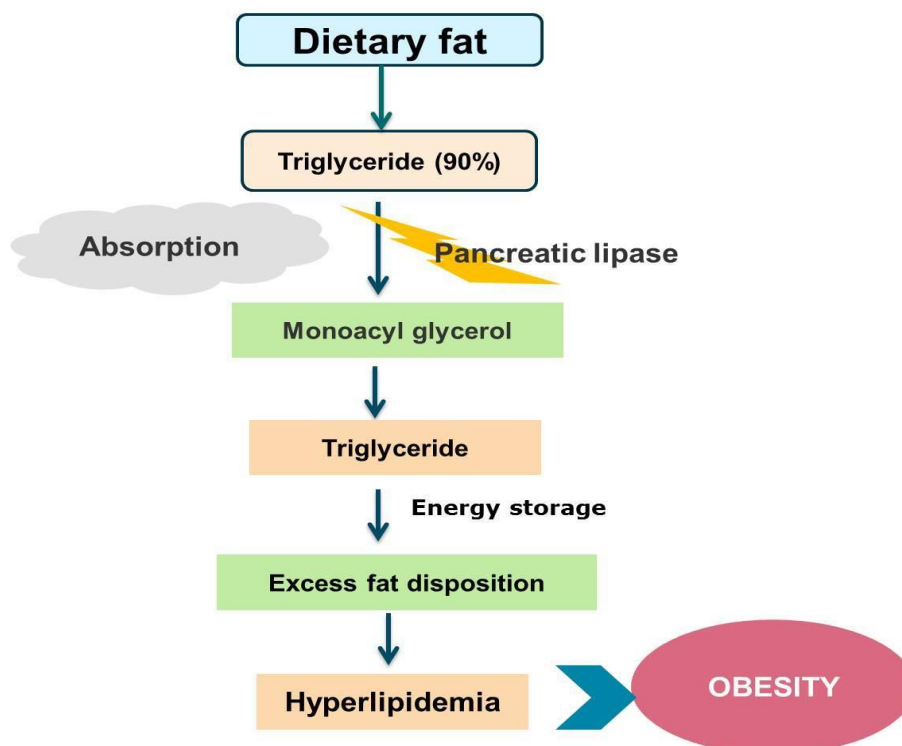 Dietary fat
Triglyceride (90%)
Absorption
Pancreatic lipase
Monoacyl glycerol
Triglyceride
Energy storage
Excess fat disposition
Hyperlipidemia
OBESITY